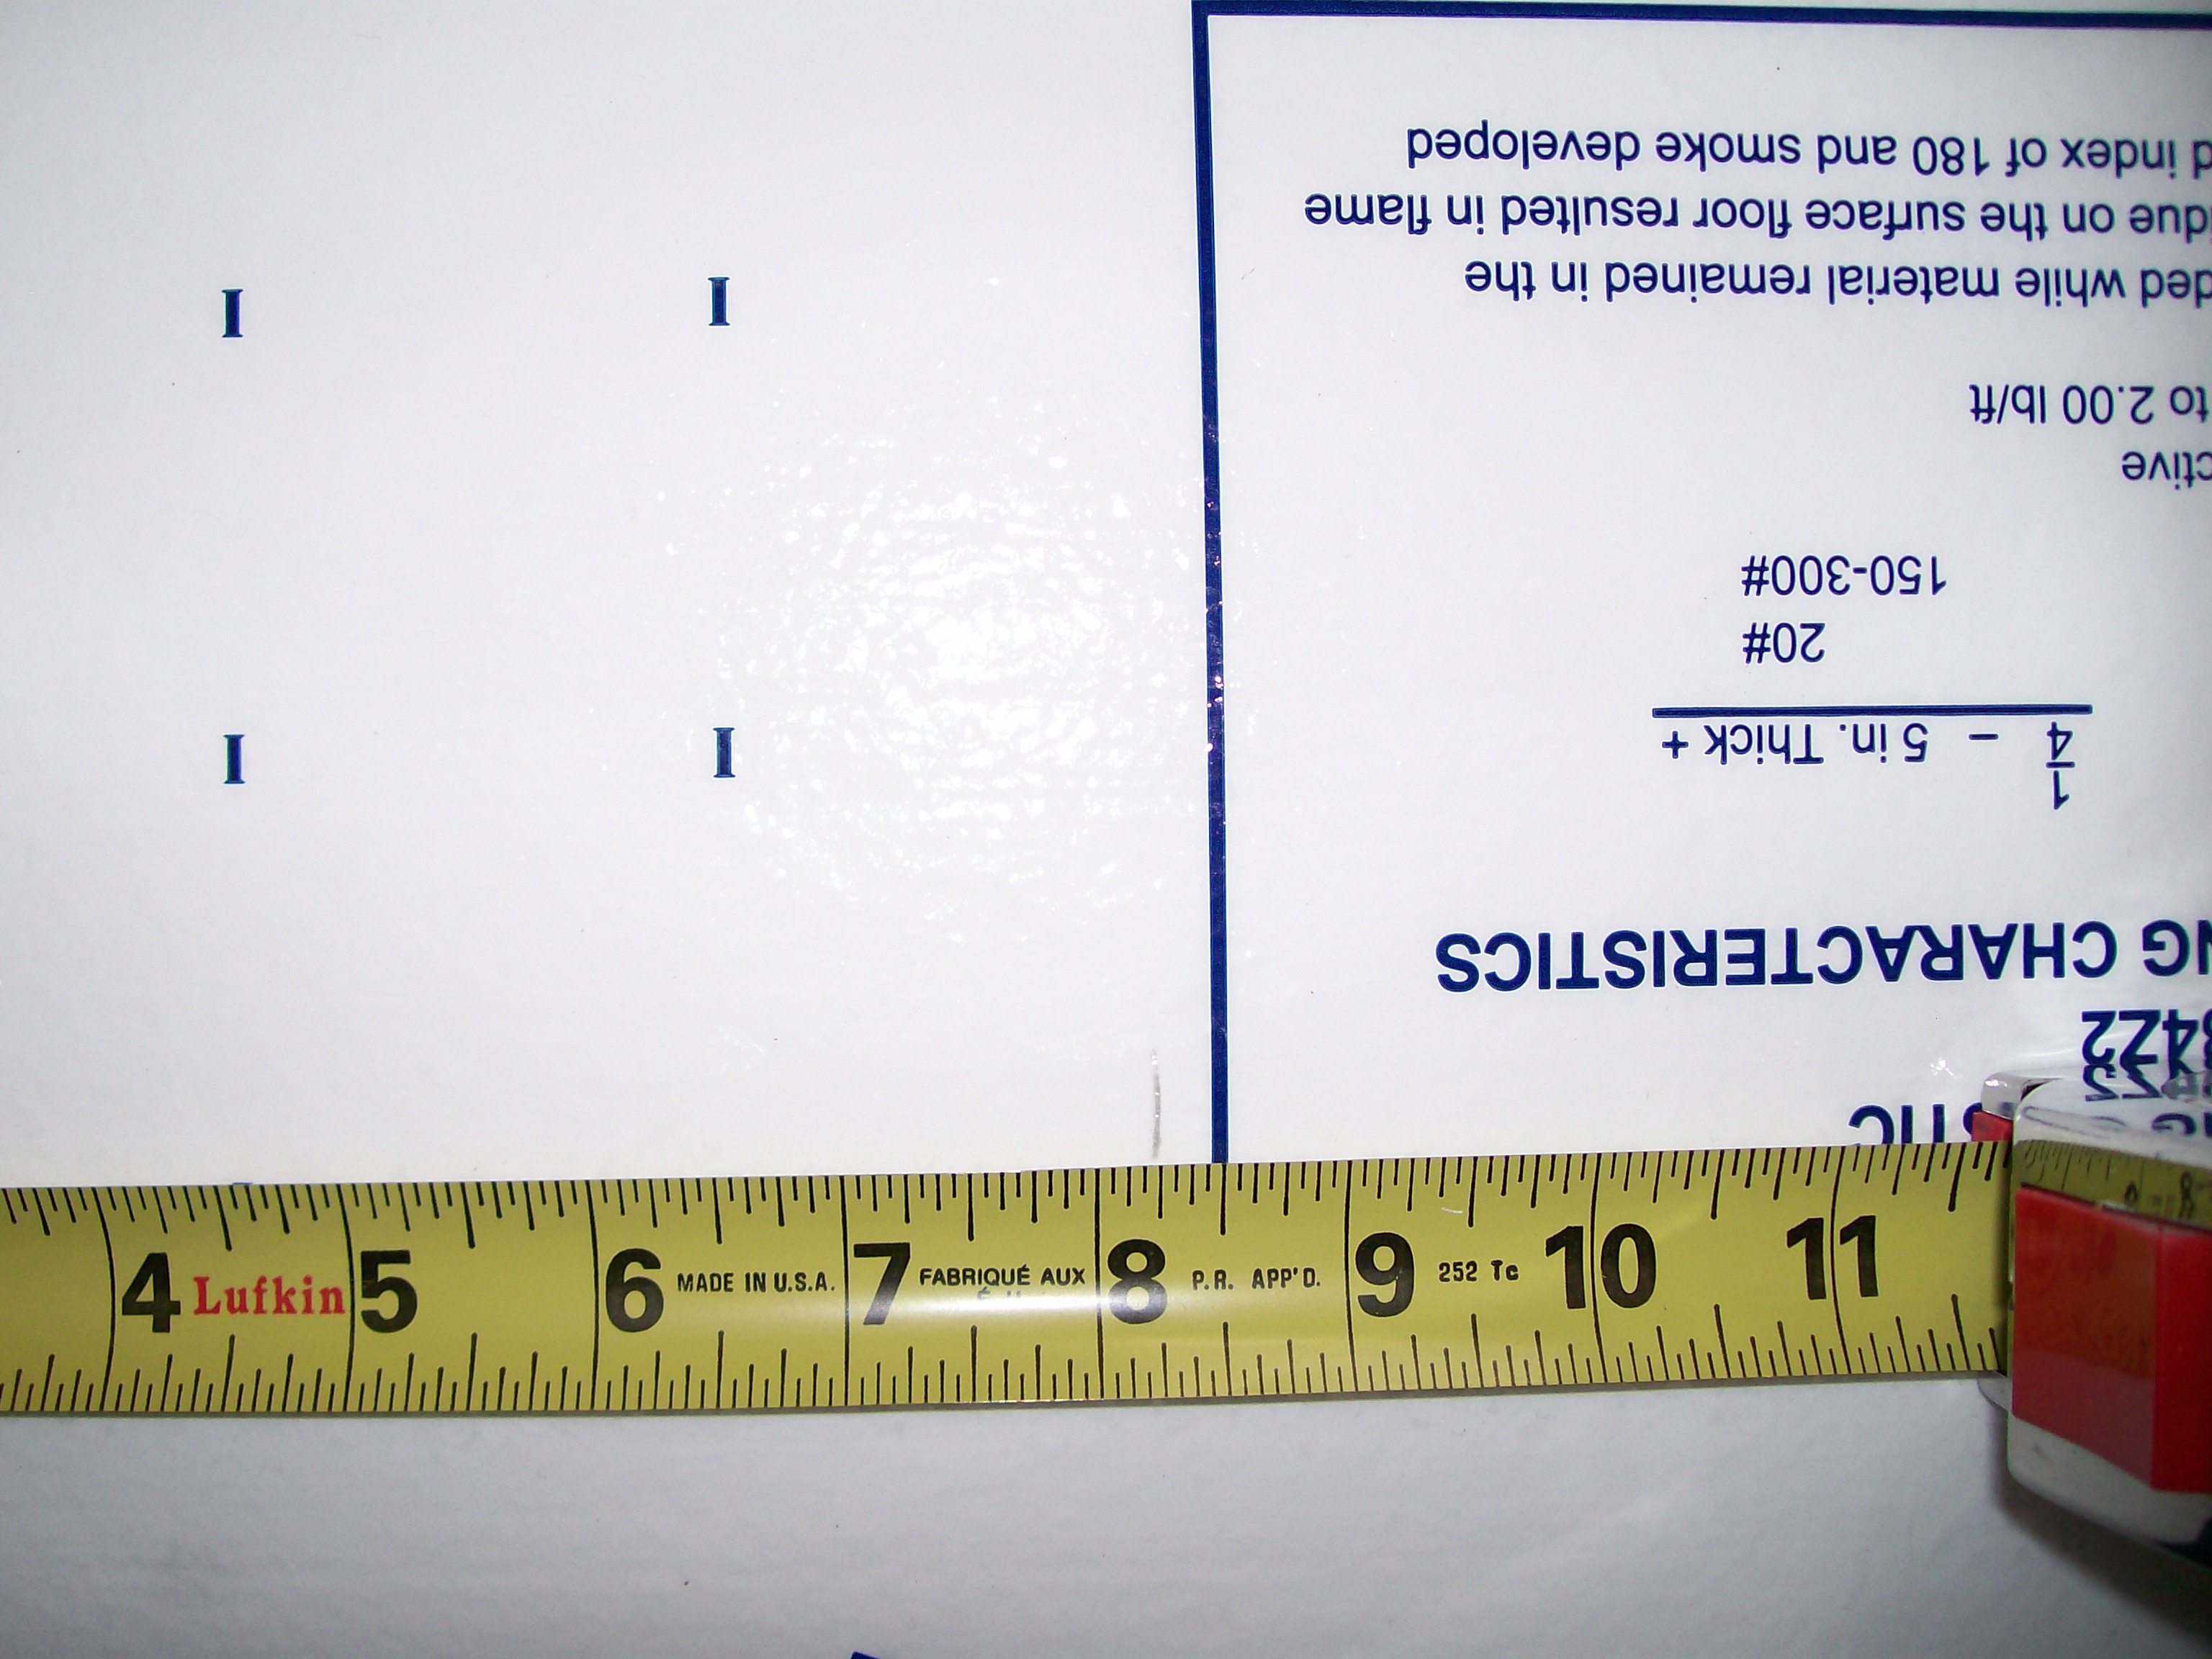 NG CHARACTERISTICS
1/4 – 5 in. Thick +
20#
150-300#
ctive
to 2.00 lb/ft
ded while material remained in the
due on the surface floor resulted in flame
d index of 180 and smoke developed
I I
I I
4 Lufkin 5 6 MADE IN U.S.A. 7 FABRIQUÉ AUX 8 P.R. APP'D. 9 252 Tc 10 11